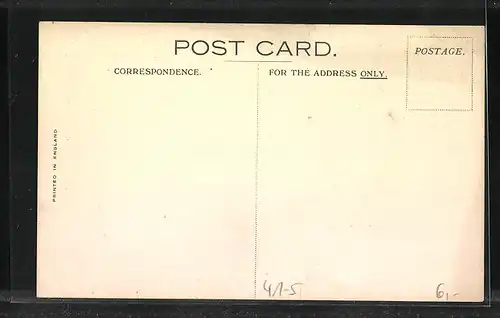 POST CARD.
POSTAGE.
CORRESPONDENCE.
FOR THE ADDRESS ONLY.
PRINTED IN ENGLAND
41-5
6,-